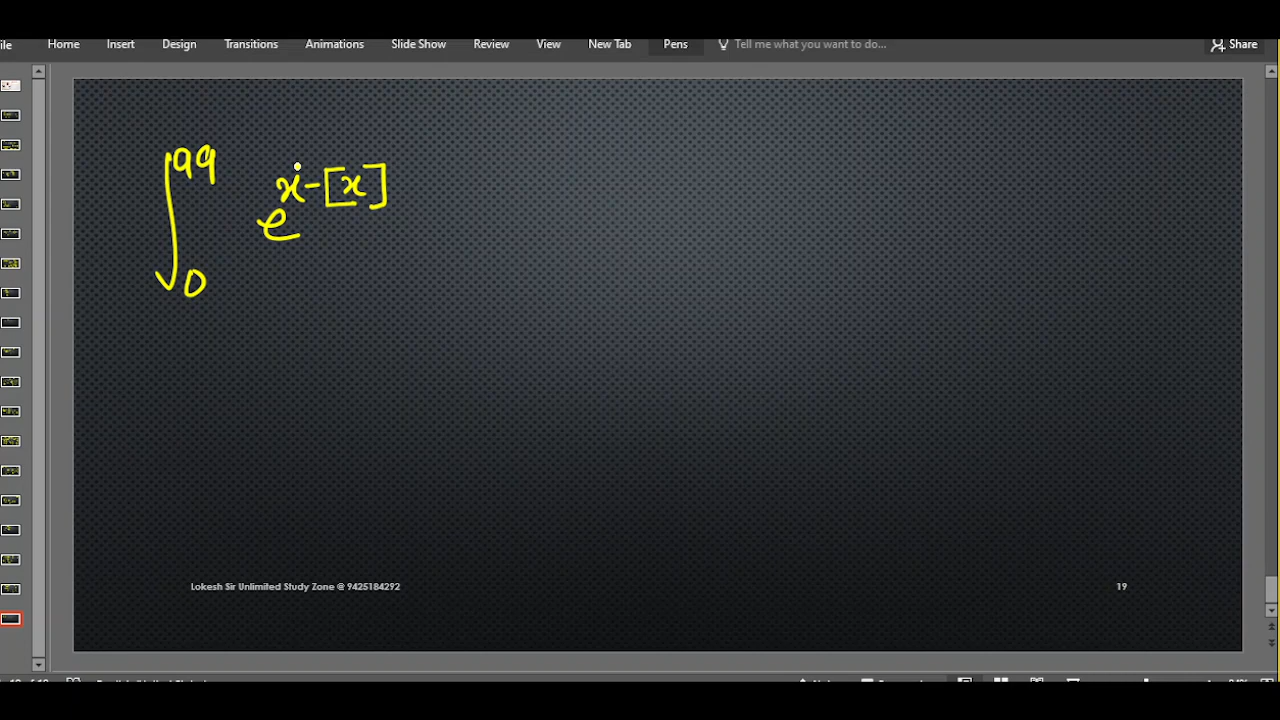 File Home Insert Design Transitions Animations Slide Show Review View New Tab Pens Tell me what you want to do... Share
∫₀⁹⁹ e^{x-[x]}
Lokesh Sir Unlimited Study Zone @ 9425184292 19